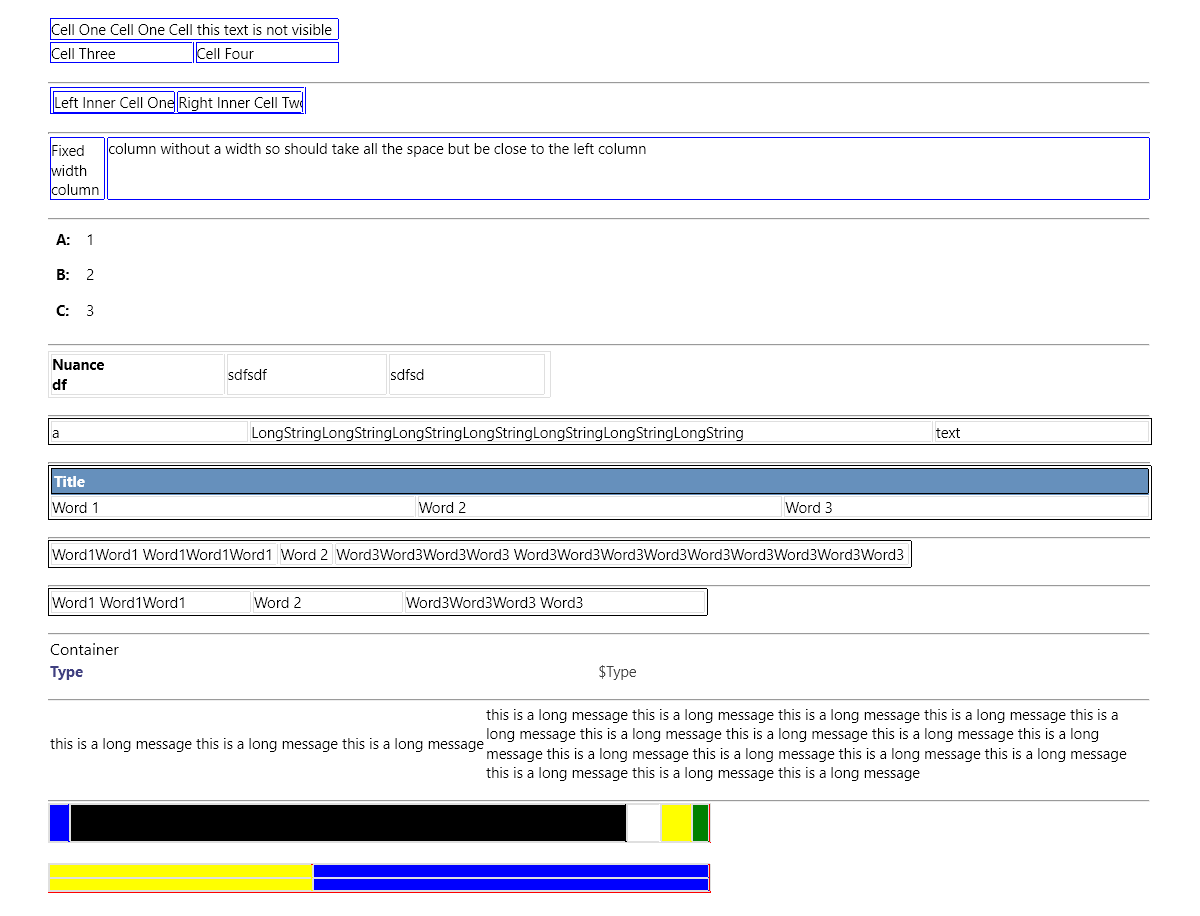 Cell One Cell One Cell this text is not visible
Cell Three Cell Four
Left Inner Cell One Right Inner Cell Two
Fixed width column
column without a width so should take all the space but be close to the left column
A: 1
B: 2
C: 3
Nuance df sdfsdf sdfsd
a LongStringLongStringLongStringLongStringLongStringLongStringLongString text
Title
Word 1 Word 2 Word 3
Word1Word1 Word1Word1Word1 Word 2 Word3Word3Word3Word3 Word3Word3Word3Word3Word3Word3Word3Word3Word3
Word1 Word1Word1 Word 2 Word3Word3Word3 Word3
Container
Type $Type
this is a long message this is a long message this is a long message
this is a long message this is a long message this is a long message this is a long message this is a
long message this is a long message this is a long message this is a long message this is a long
message this is a long message this is a long message this is a long message this is a long message
this is a long message this is a long message this is a long message